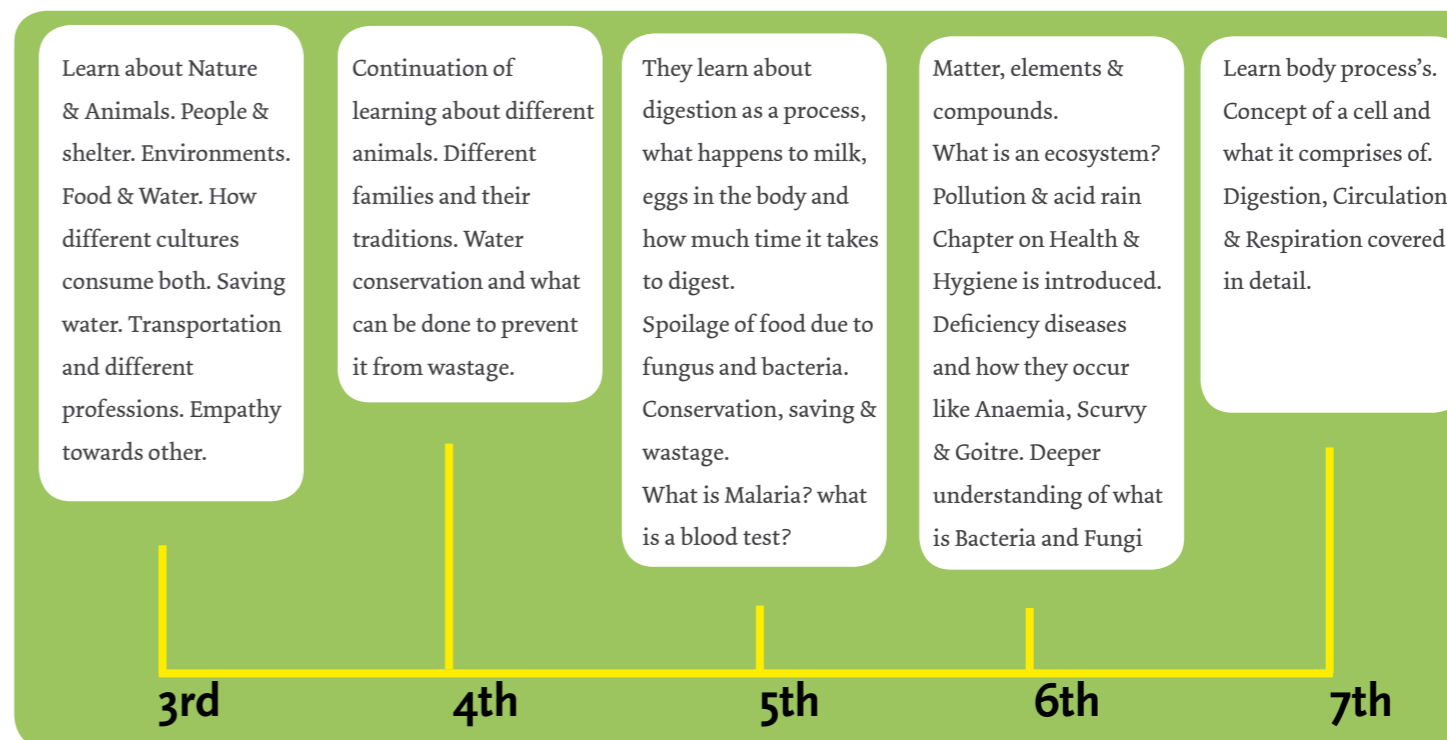 Learn about Nature
& Animals. People &
shelter. Environments.
Food & Water. How
different cultures
consume both. Saving
water. Transportation
and different
professions. Empathy
towards other.
Continuation of
learning about different
animals. Different
families and their
traditions. Water
conservation and what
can be done to prevent
it from wastage.
They learn about
digestion as a process,
what happens to milk,
eggs in the body and
how much time it takes
to digest.
Spoilage of food due to
fungus and bacteria.
Conservation, saving &
wastage.
What is Malaria? what
is a blood test?
Matter, elements &
compounds.
What is an ecosystem?
Pollution & acid rain
Chapter on Health &
Hygiene is introduced.
Deficiency diseases
and how they occur
like Anaemia, Scurvy
& Goitre. Deeper
understanding of what
is Bacteria and Fungi
Learn body process's.
Concept of a cell and
what it comprises of.
Digestion, Circulation
& Respiration covered
in detail.
3rd
4th
5th
6th
7th